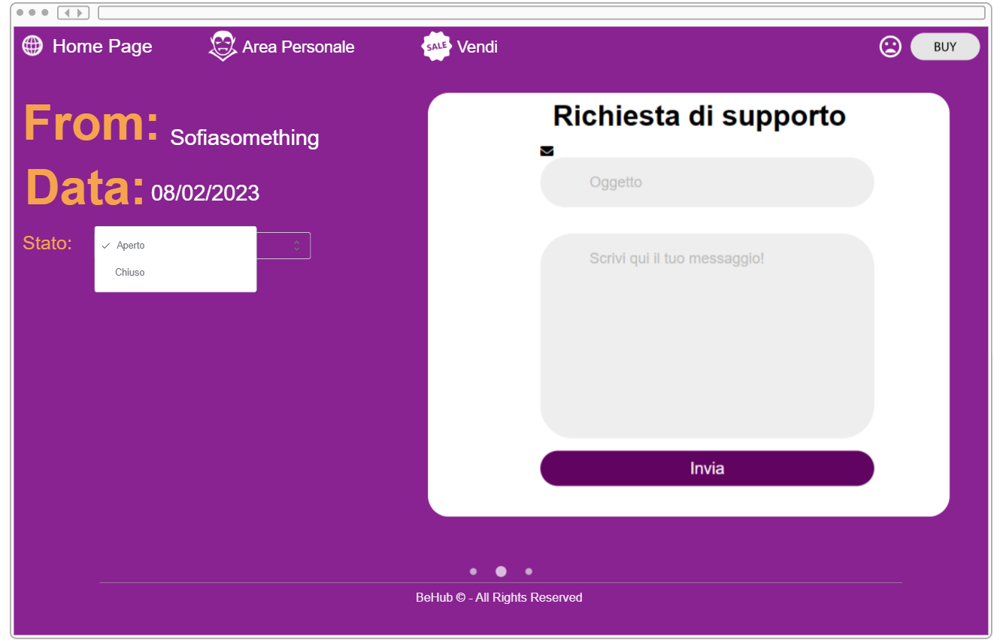 Home Page
Area Personale
SALE
Vendi
BUY
From: Sofiasomething
Data: 08/02/2023
Stato:
Aperto
Chiuso
Richiesta di supporto
Oggetto
Scrivi qui il tuo messaggio!
Invia
BeHub © - All Rights Reserved